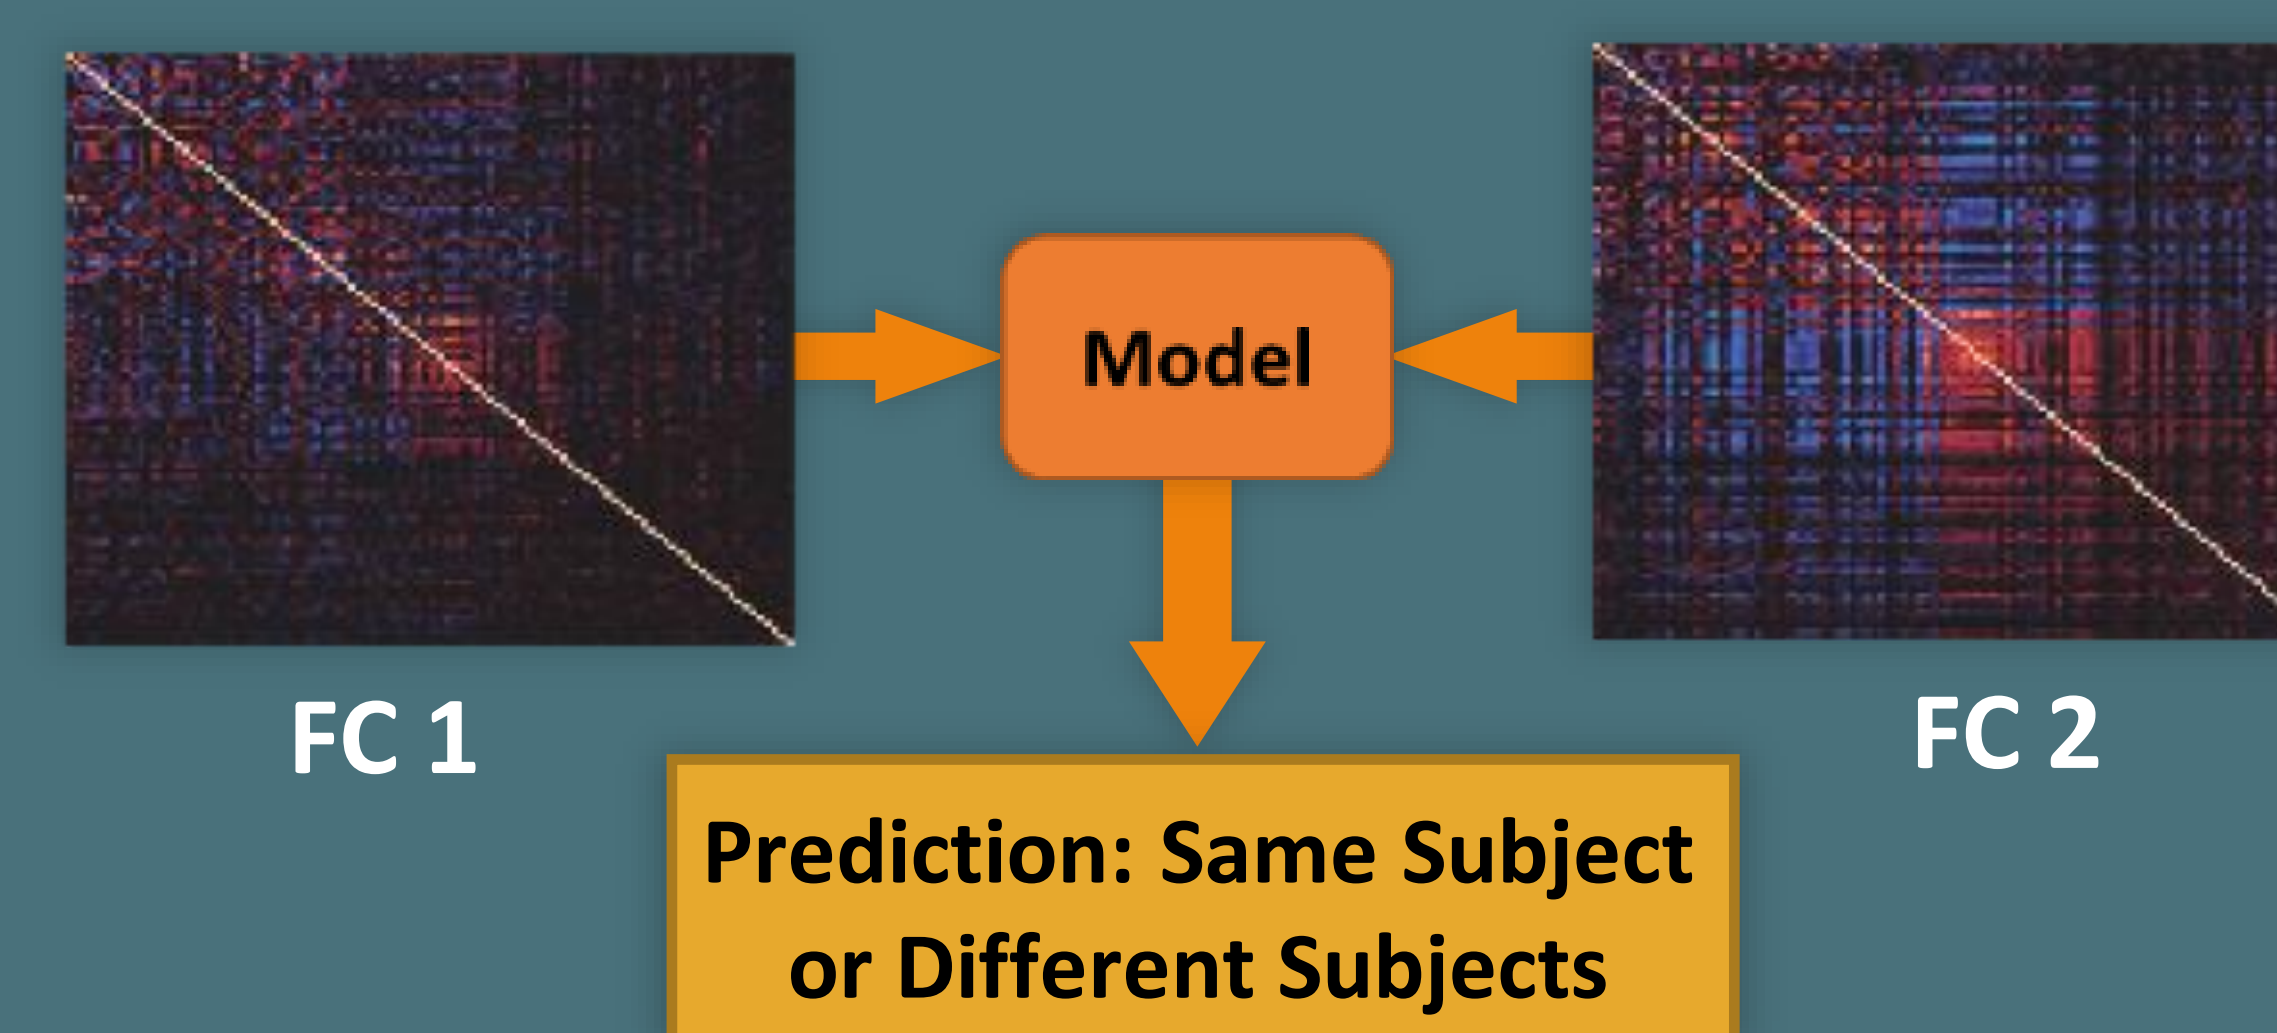 Model
FC 1
FC 2
Prediction: Same Subject
or Different Subjects